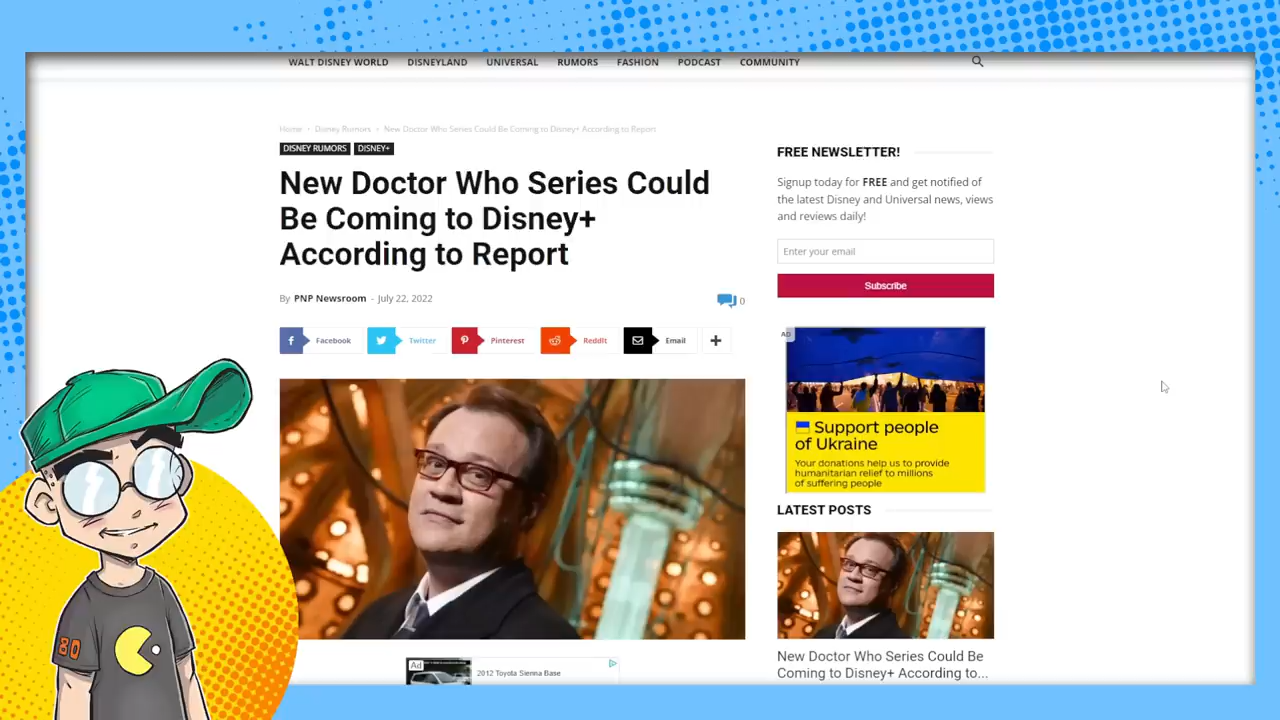 WALT DISNEY WORLD DISNEYLAND UNIVERSAL RUMORS FASHION PODCAST COMMUNITY
Home › Disney Rumors › New Doctor Who Series Could Be Coming to Disney+ According to Report
DISNEY RUMORS DISNEY+
New Doctor Who Series Could
Be Coming to Disney+
According to Report
By PNP Newsroom - July 22, 2022
0
Facebook Twitter Pinterest ReddIt Email +
Ad
2012 Toyota Sienna Base
FREE NEWSLETTER!
Signup today for FREE and get notified of
the latest Disney and Universal news, views
and reviews daily!
Enter your email
Subscribe
AD
Support people
of Ukraine
Your donations help us to provide
humanitarian relief to millions
of suffering people
LATEST POSTS
New Doctor Who Series Could Be
Coming to Disney+ According to...
80